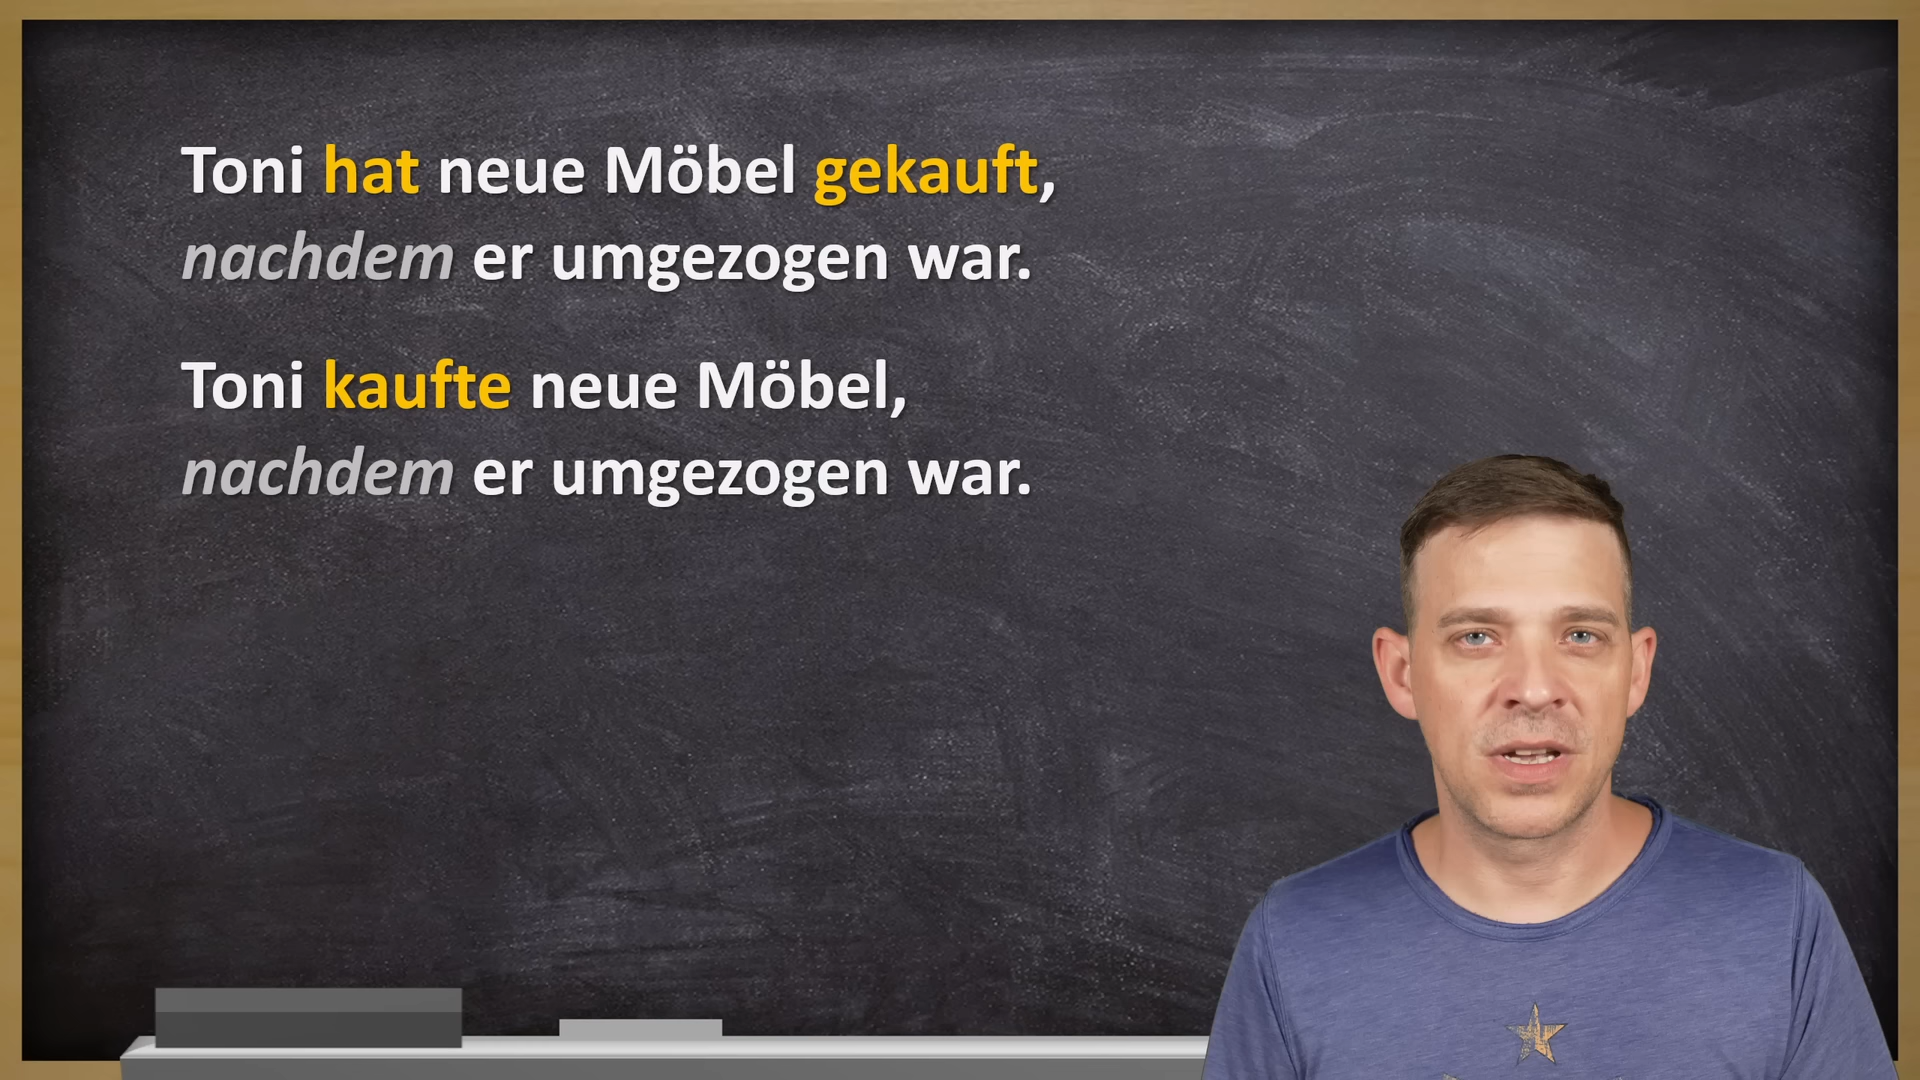 Toni hat neue Möbel gekauft,
nachdem er umgezogen war.
Toni kaufte neue Möbel,
nachdem er umgezogen war.